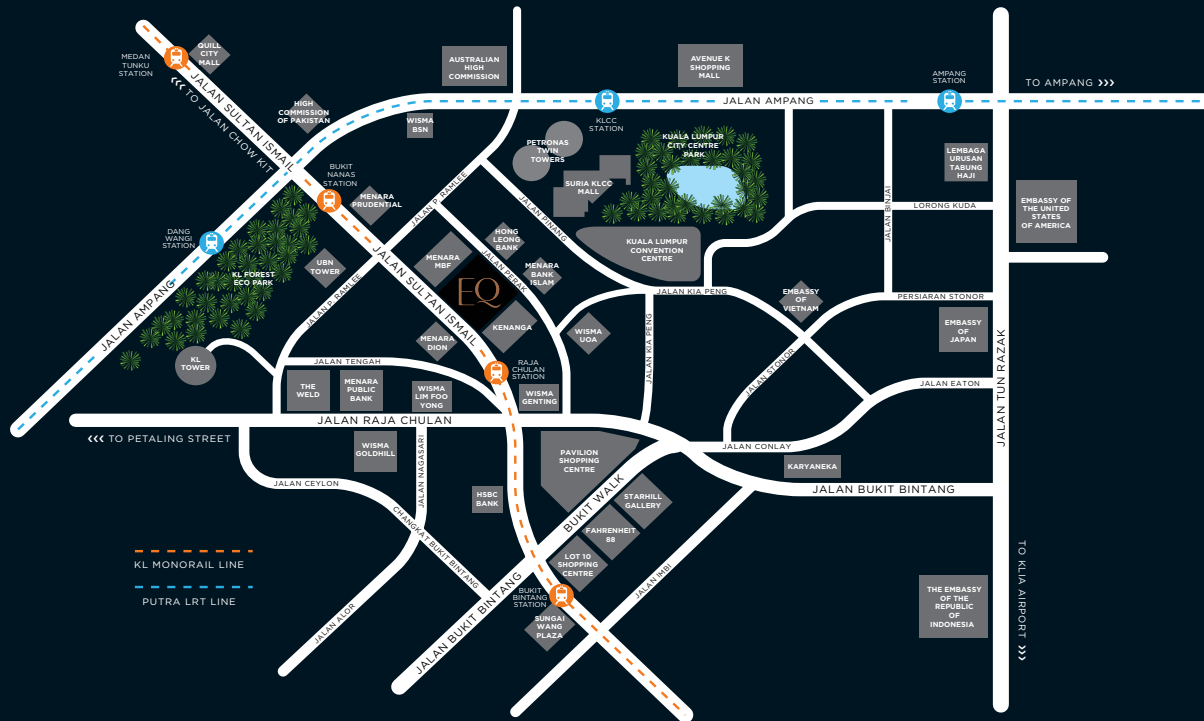 MEDAN
TUNKU
STATION
QUILL
CITY
MALL
JALAN SULTAN ISMAIL
‹‹‹ TO JALAN CHOW KIT
HIGH
COMMISSION
OF PAKISTAN
AUSTRALIAN
HIGH
COMMISSION
WISMA
BSN
AVENUE K
SHOPPING
MALL
KLCC
STATION
JALAN AMPANG
AMPANG
STATION
TO AMPANG ›››
PETRONAS
TWIN
TOWERS
SURIA KLCC
MALL
KUALA LUMPUR
CITY CENTRE
PARK
LEMBAGA
URUSAN
TABUNG
HAJI
EMBASSY OF
THE UNITED
STATES
OF AMERICA
LORONG KUDA
JALAN BINJAI
BUKIT
NANAS
STATION
MENARA
PRUDENTIAL
JALAN P. RAMLEE
JALAN PINANG
DANG
WANGI
STATION
KL FOREST
ECO PARK
UBN
TOWER
JALAN SULTAN ISMAIL
MENARA
MBF
HONG
LEONG
BANK
JALAN PERAK
MENARA
BANK
ISLAM
KUALA LUMPUR
CONVENTION
CENTRE
EQ
KENANGA
MENARA
DION
WISMA
UOA
JALAN KIA PENG
JALAN KIA PENG
EMBASSY
OF
VIETNAM
PERSIARAN STONOR
EMBASSY
OF
JAPAN
JALAN AMPANG
JALAN P. RAMLEE
KL
TOWER
JALAN TENGAH
THE
WELD
MENARA
PUBLIC
BANK
WISMA
LIM FOO
YONG
RAJA
CHULAN
STATION
WISMA
GENTING
JALAN STONOR
JALAN EATON
JALAN TUN RAZAK
JALAN RAJA CHULAN
‹‹‹ TO PETALING STREET
WISMA
GOLDHILL
JALAN NAGASARI
PAVILION
SHOPPING
CENTRE
JALAN CONLAY
KARYANEKA
JALAN BUKIT BINTANG
JALAN CEYLON
CHANGKAT BUKIT BINTANG
HSBC
BANK
BUKIT WALK
STARHILL
GALLERY
FAHRENHEIT
88
LOT 10
SHOPPING
CENTRE
KL MONORAIL LINE
PUTRA LRT LINE
JALAN ALOR
JALAN BUKIT BINTANG
BUKIT
BINTANG
STATION
SUNGAI
WANG
PLAZA
JALAN IMBI
THE EMBASSY
OF THE
REPUBLIC
OF
INDONESIA
TO KLIA AIRPORT ›››